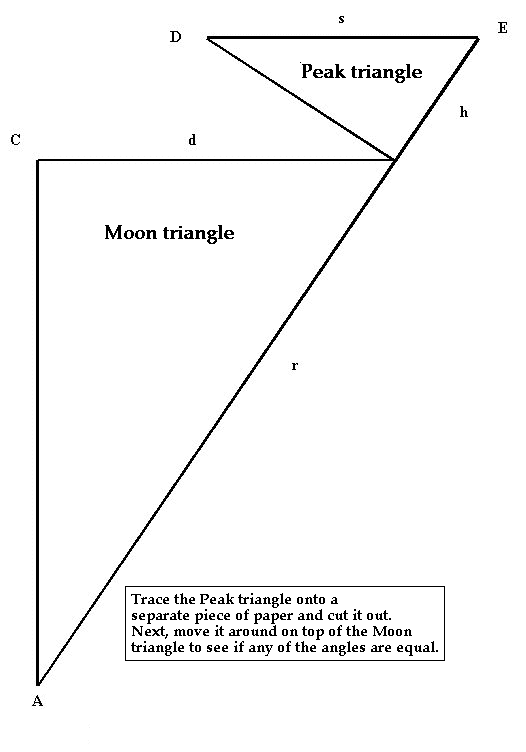 s
D
E
Peak triangle
h
C
d
Moon triangle
r
Trace the Peak triangle onto a
separate piece of paper and cut it out.
Next, move it around on top of the Moon
triangle to see if any of the angles are equal.
A